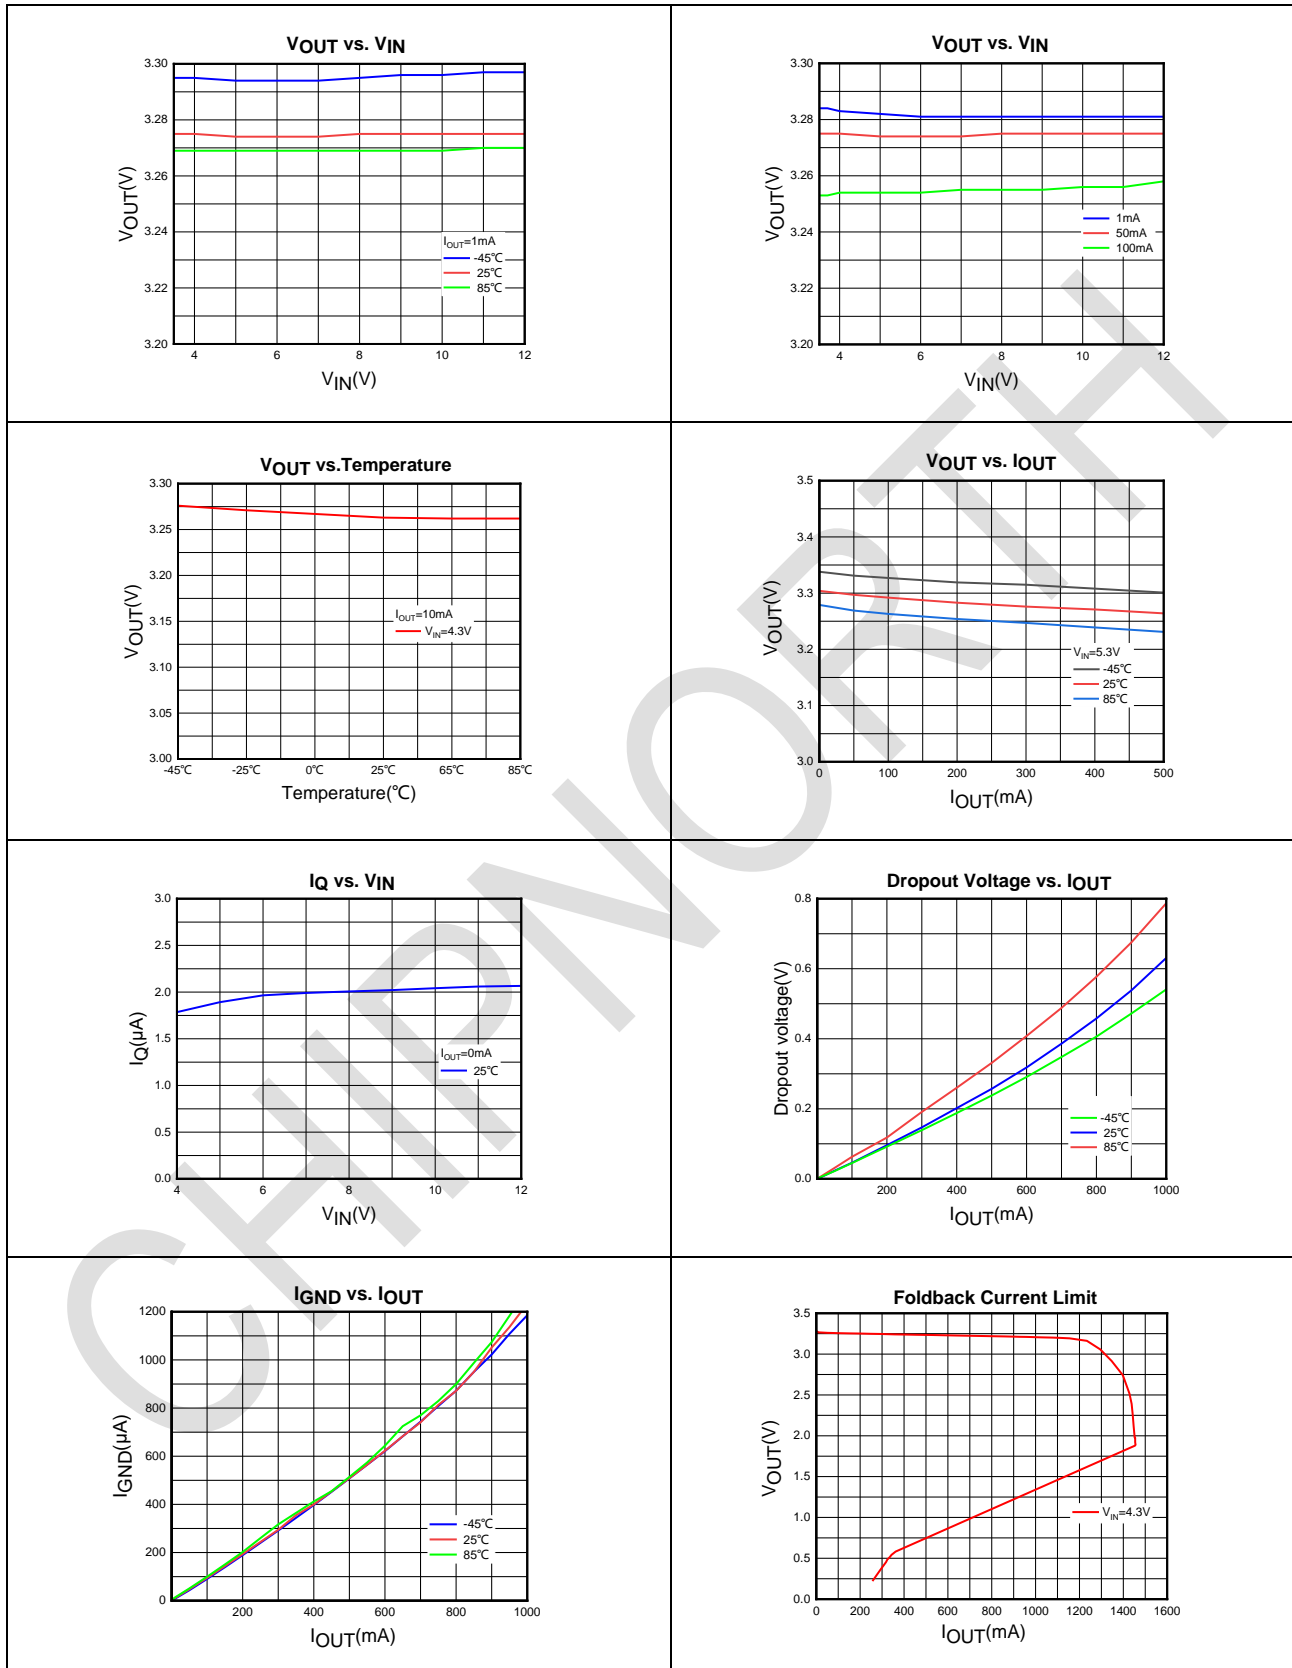 VOUT vs. VIN
3.30
3.28
3.26
3.24
3.22
3.20
4 6 8 10 12
VOUT(V)
VIN(V)
IOUT=1mA
-45℃
25℃
85℃
VOUT vs. VIN
3.30
3.28
3.26
3.24
3.22
3.20
4 6 8 10 12
VOUT(V)
VIN(V)
1mA
50mA
100mA
VOUT vs.Temperature
3.30
3.25
3.20
3.15
3.10
3.05
3.00
-45℃ -25℃ 0℃ 25℃ 65℃ 85℃
VOUT(V)
Temperature(℃)
IOUT=10mA
VIN=4.3V
VOUT vs. IOUT
3.5
3.4
3.3
3.2
3.1
3.0
0 100 200 300 400 500
VOUT(V)
IOUT(mA)
VIN=5.3V
-45℃
25℃
85℃
IQ vs. VIN
3.0
2.5
2.0
1.5
1.0
0.5
0.0
4 6 8 10 12
IQ(µA)
VIN(V)
IOUT=0mA
25℃
Dropout Voltage vs. IOUT
0.8
0.6
0.4
0.2
0.0
200 400 600 800 1000
Dropout voltage(V)
IOUT(mA)
-45℃
25℃
85℃
IGND vs. IOUT
1200
1000
800
600
400
200
0
200 400 600 800 1000
IGND(µA)
IOUT(mA)
-45℃
25℃
85℃
Foldback Current Limit
3.5
3.0
2.5
2.0
1.5
1.0
0.5
0.0
0 200 400 600 800 1000 1200 1400 1600
VOUT(V)
IOUT(mA)
VIN=4.3V
CHIPNORTH